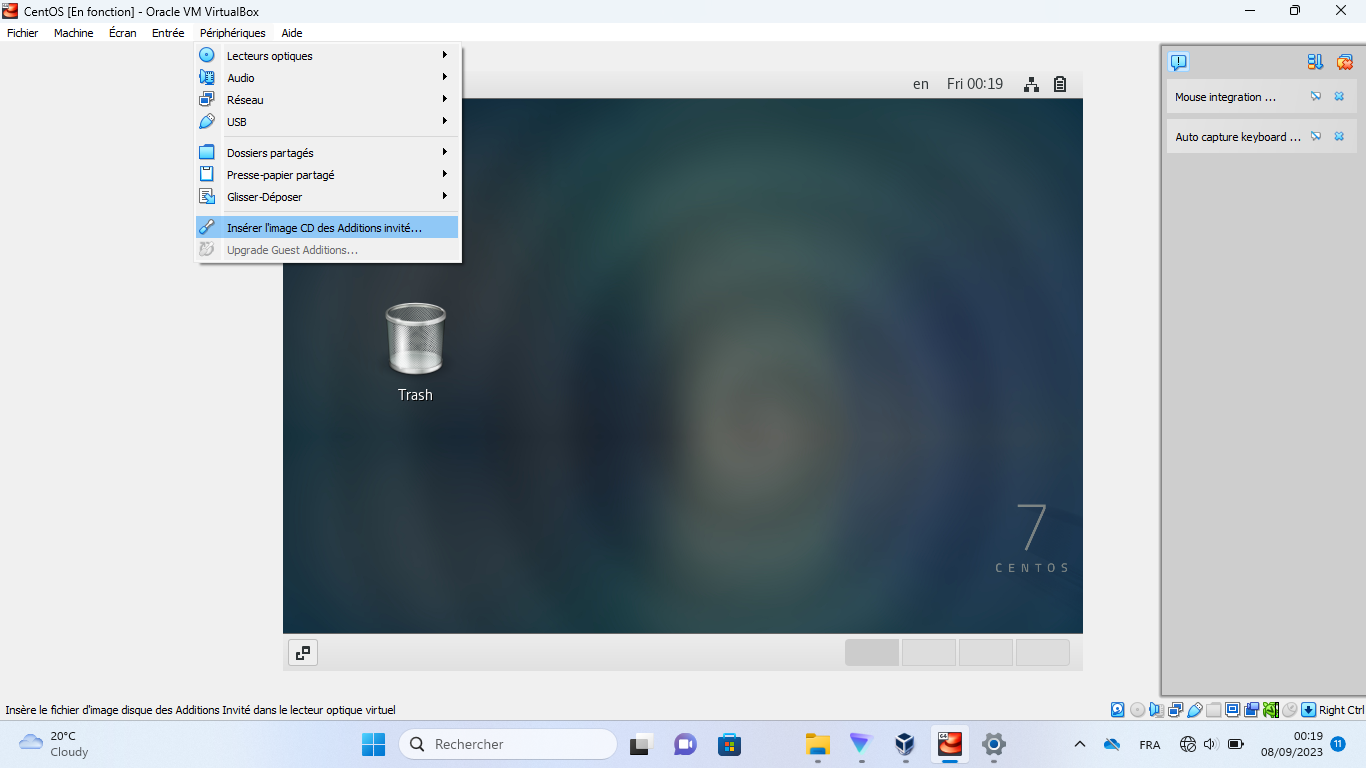 CentOS [En fonction] - Oracle VM VirtualBox
Fichier Machine Écran Entrée Périphériques Aide
Lecteurs optiques
Audio
Réseau
USB
Dossiers partagés
Presse-papier partagé
Glisser-Déposer
Insérer l'image CD des Additions invité...
Upgrade Guest Additions...
en Fri 00:19
Mouse integration ...
Auto capture keyboard ...
Trash
7
CENTOS
Insère le fichier d'image disque des Additions Invité dans le lecteur optique virtuel
Right Ctrl
20°C
Cloudy
Rechercher
64
FRA
00:19
08/09/2023
11